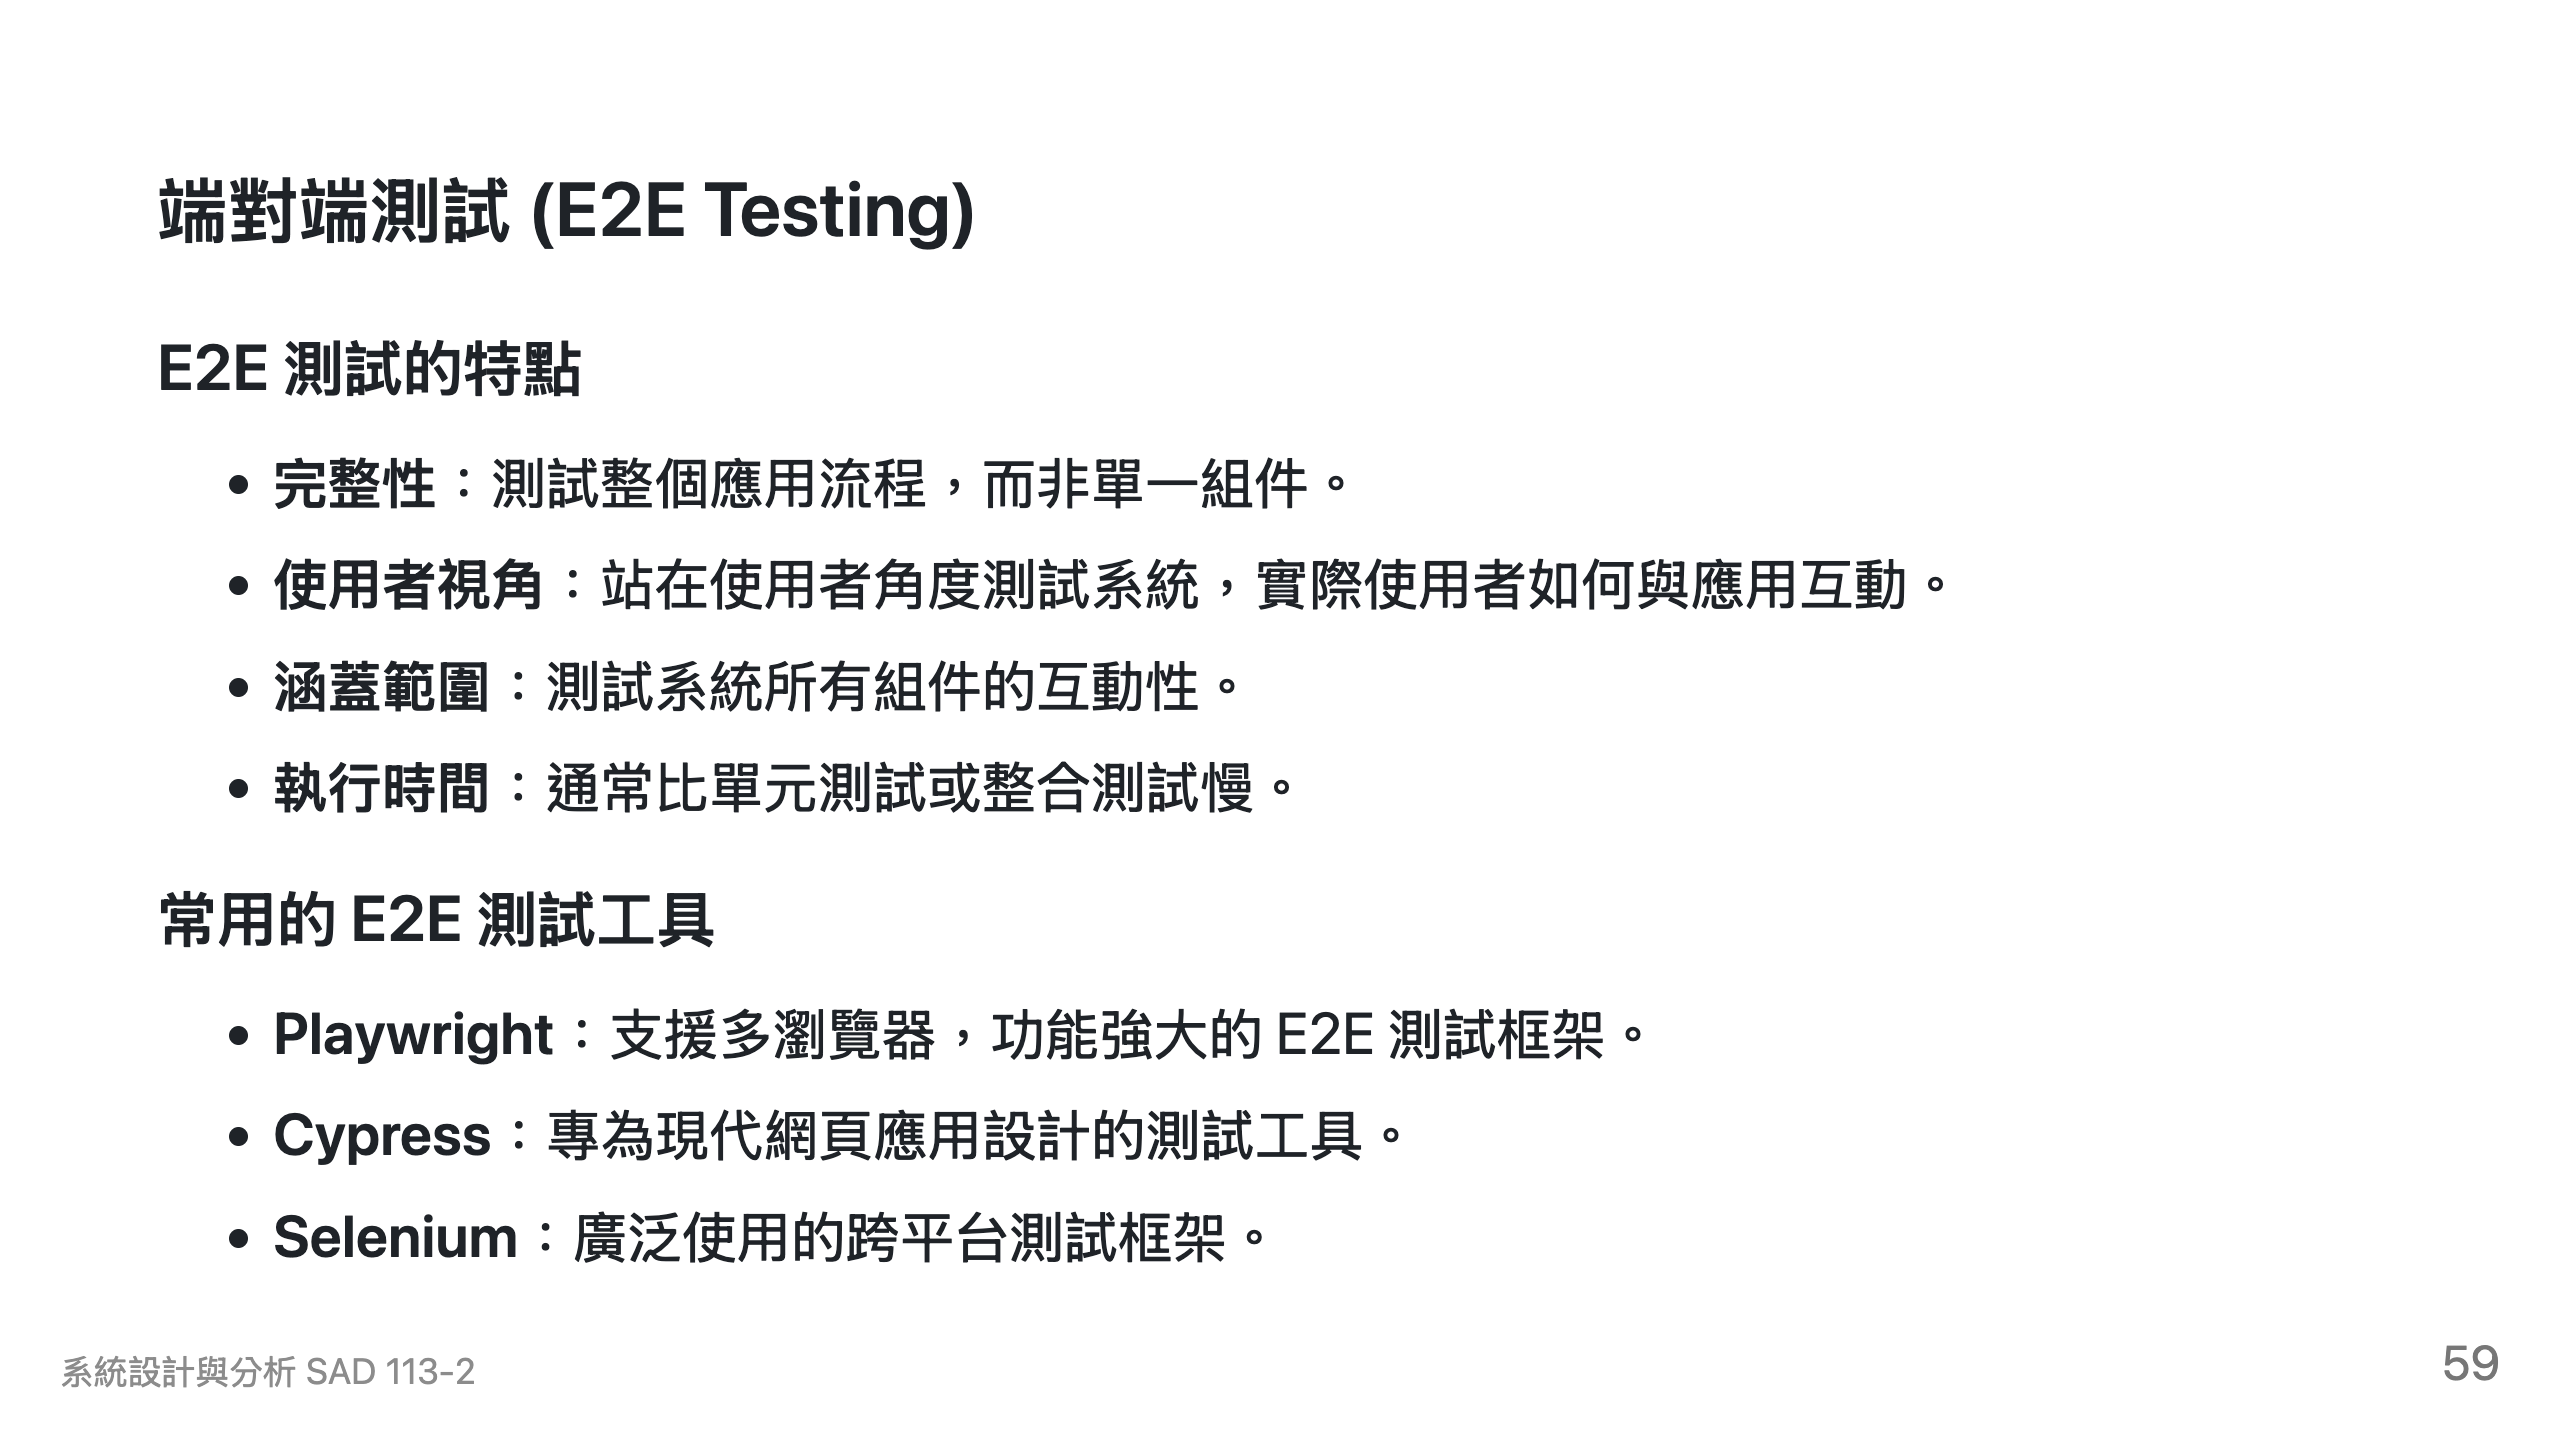 端對端測試 (E2E Testing)
E2E 測試的特點
• 完整性：測試整個應用流程，而非單一組件。
• 使用者視角：站在使用者角度測試系統，實際使用者如何與應用互動。
• 涵蓋範圍：測試系統所有組件的互動性。
• 執行時間：通常比單元測試或整合測試慢。
常用的 E2E 測試工具
• Playwright：支援多瀏覽器，功能強大的 E2E 測試框架。
• Cypress：專為現代網頁應用設計的測試工具。
• Selenium：廣泛使用的跨平台測試框架。
系統設計與分析 SAD 113-2
59